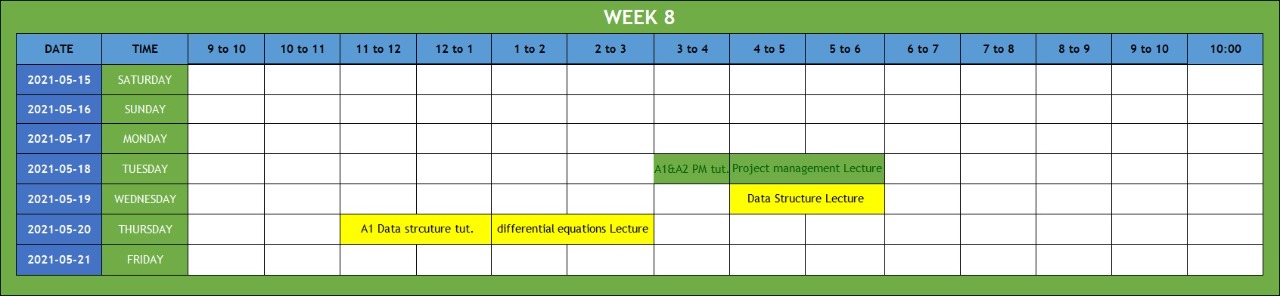 WEEK 8
DATE TIME 9 to 10 10 to 11 11 to 12 12 to 1 1 to 2 2 to 3 3 to 4 4 to 5 5 to 6 6 to 7 7 to 8 8 to 9 9 to 10 10:00
2021-05-15 SATURDAY
2021-05-16 SUNDAY
2021-05-17 MONDAY
2021-05-18 TUESDAY A1&A2 PM tut. Project management Lecture
2021-05-19 WEDNESDAY Data Structure Lecture
2021-05-20 THURSDAY A1 Data strcuture tut. differential equations Lecture
2021-05-21 FRIDAY